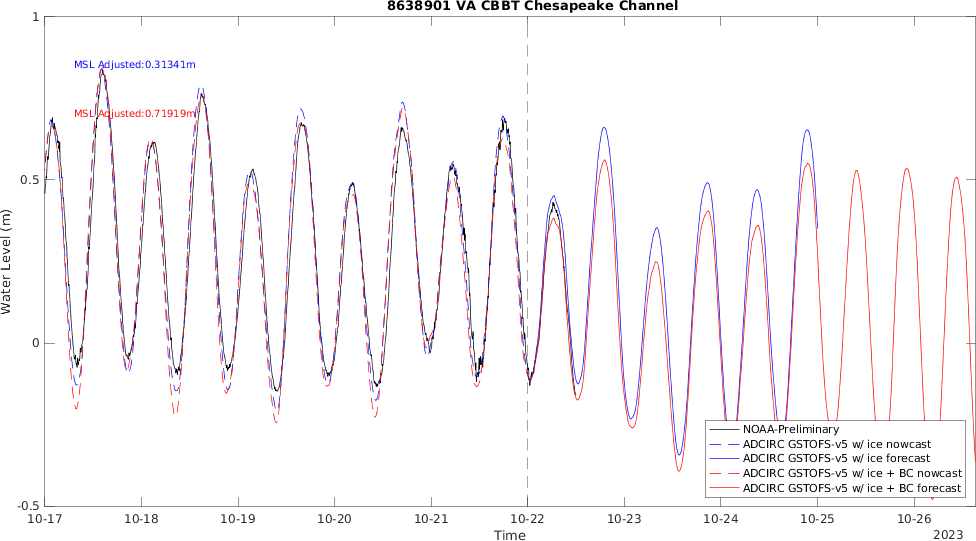 8638901 VA CBBT Chesapeake Channel
1
MSL Adjusted:0.31341m
MSL Adjusted:0.71919m
0.5
Water Level (m)
0
-0.5
NOAA-Preliminary
ADCIRC GSTOFS-v5 w/ ice nowcast
ADCIRC GSTOFS-v5 w/ ice forecast
ADCIRC GSTOFS-v5 w/ ice + BC nowcast
ADCIRC GSTOFS-v5 w/ ice + BC forecast
10-17 10-18 10-19 10-20 10-21 10-22 10-23 10-24 10-25 10-26
Time
2023